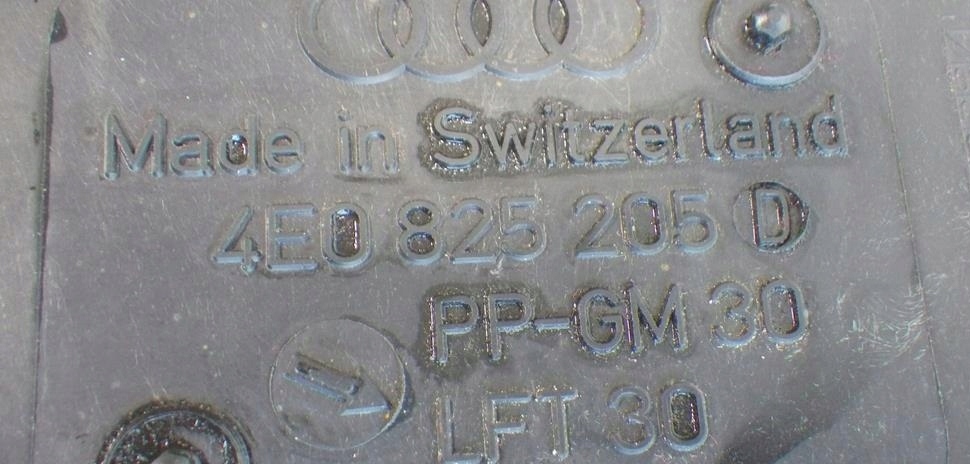 Made in Switzerland
4E0 825 205 D
PP-GM 30
LFT 30